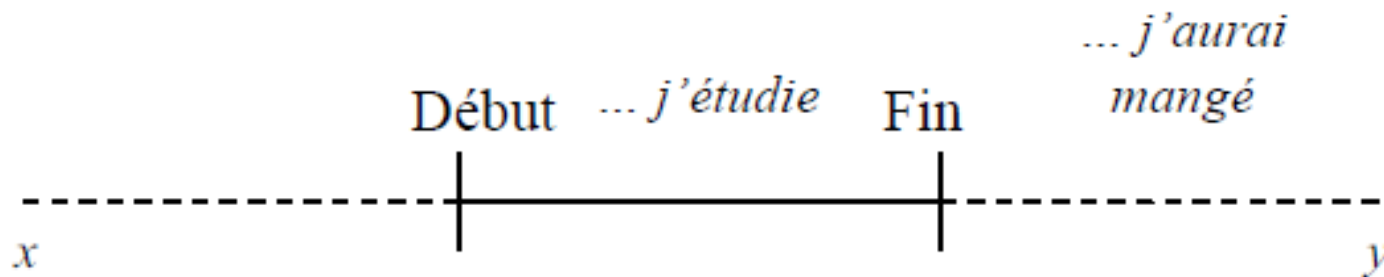 ... j’aurai
mangé
Début ... j’étudie Fin
x y